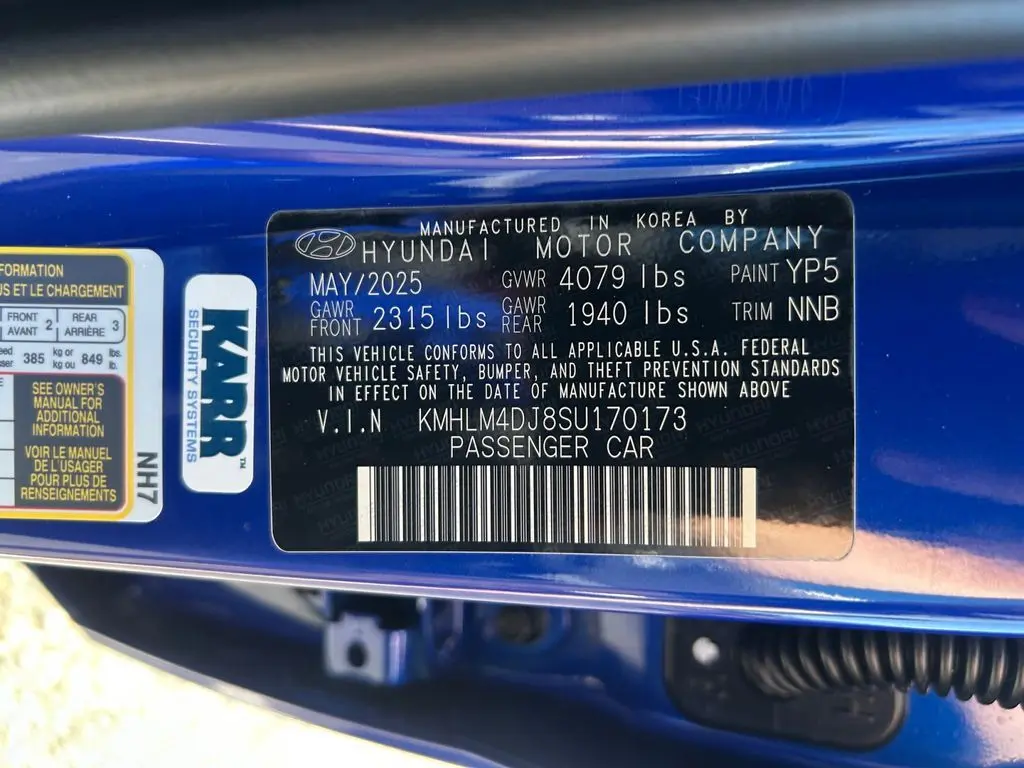 MANUFACTURED IN KOREA BY
HYUNDAI MOTOR COMPANY
MAY/2025 GVWR 4079 lbs PAINT YP5
GAWR FRONT 2315 lbs GAWR REAR 1940 lbs TRIM NNB
THIS VEHICLE CONFORMS TO ALL APPLICABLE U.S.A. FEDERAL
MOTOR VEHICLE SAFETY, BUMPER, AND THEFT PREVENTION STANDARDS
IN EFFECT ON THE DATE OF MANUFACTURE SHOWN ABOVE
V.I.N KMHLM4DJ8SU170173
PASSENGER CAR
KARR™
SECURITY SYSTEMS
US ET LE CHARGEMENT
FRONT AVANT 2 REAR ARRIÈRE 3
385 kg or kg ou 849 lbs. lb.
SEE OWNER'S
MANUAL FOR
ADDITIONAL
INFORMATION
VOIR LE MANUEL
DE L'USAGER
POUR PLUS DE
RENSEIGNEMENTS
NH7